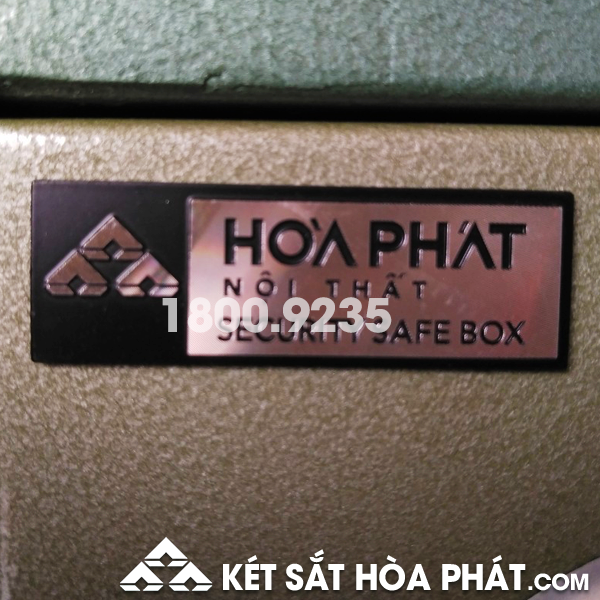 HÒA PHÁT
NỘI THẤT
1800.9235
SECURITY SAFE BOX
KÉT SẮT HÒA PHÁT.COM